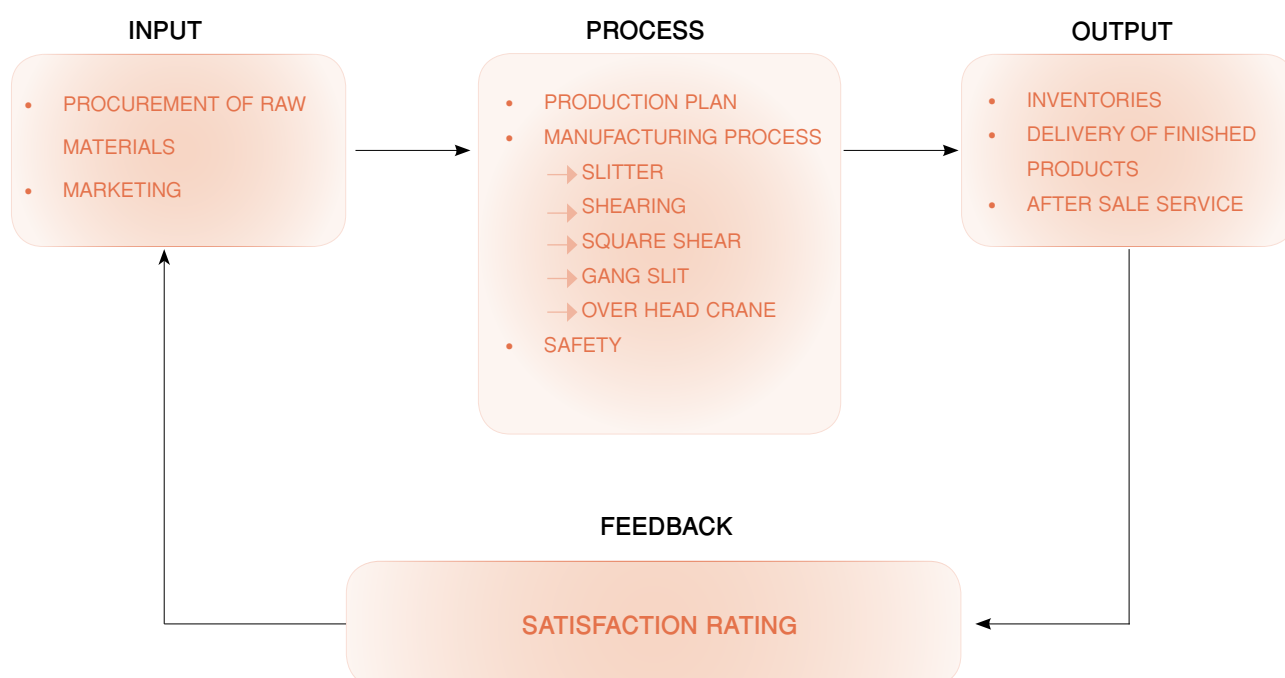 INPUT
• PROCUREMENT OF RAW
MATERIALS
• MARKETING
PROCESS
• PRODUCTION PLAN
• MANUFACTURING PROCESS
SLITTER
SHEARING
SQUARE SHEAR
GANG SLIT
OVER HEAD CRANE
• SAFETY
OUTPUT
• INVENTORIES
• DELIVERY OF FINISHED
PRODUCTS
• AFTER SALE SERVICE
FEEDBACK
SATISFACTION RATING